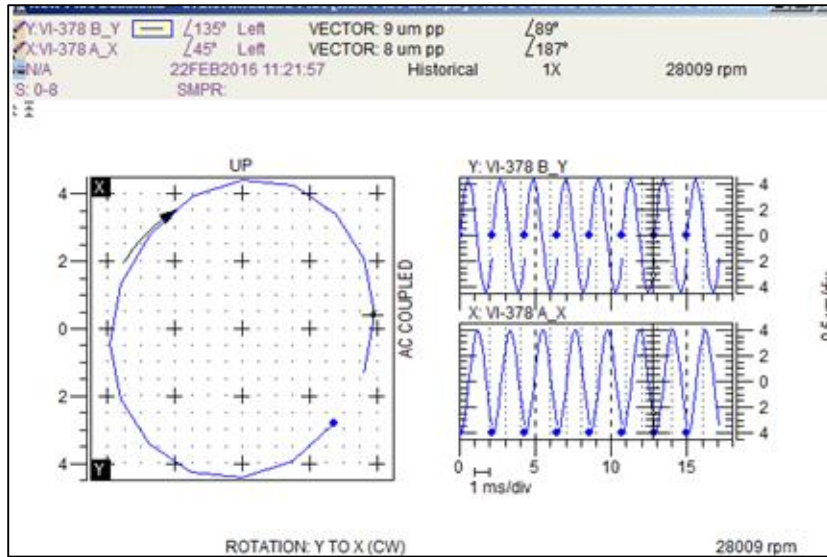 Y:VI-378 B_Y ∠135° Left VECTOR: 9 um pp ∠89°
X:VI-378 A_X ∠45° Left VECTOR: 8 um pp ∠187°
N/A 22FEB2016 11:21:57 Historical 1X 28009 rpm
S: 0-8 SMPR:
UP
X
4
2
0
2
4
Y
AC COUPLED
Y: VI-378 B_Y
4
2
0
2
4
X: VI-378 A_X
4
2
0
2
4
0 5 10 15
1 ms/div
ROTATION: Y TO X (CW) 28009 rpm